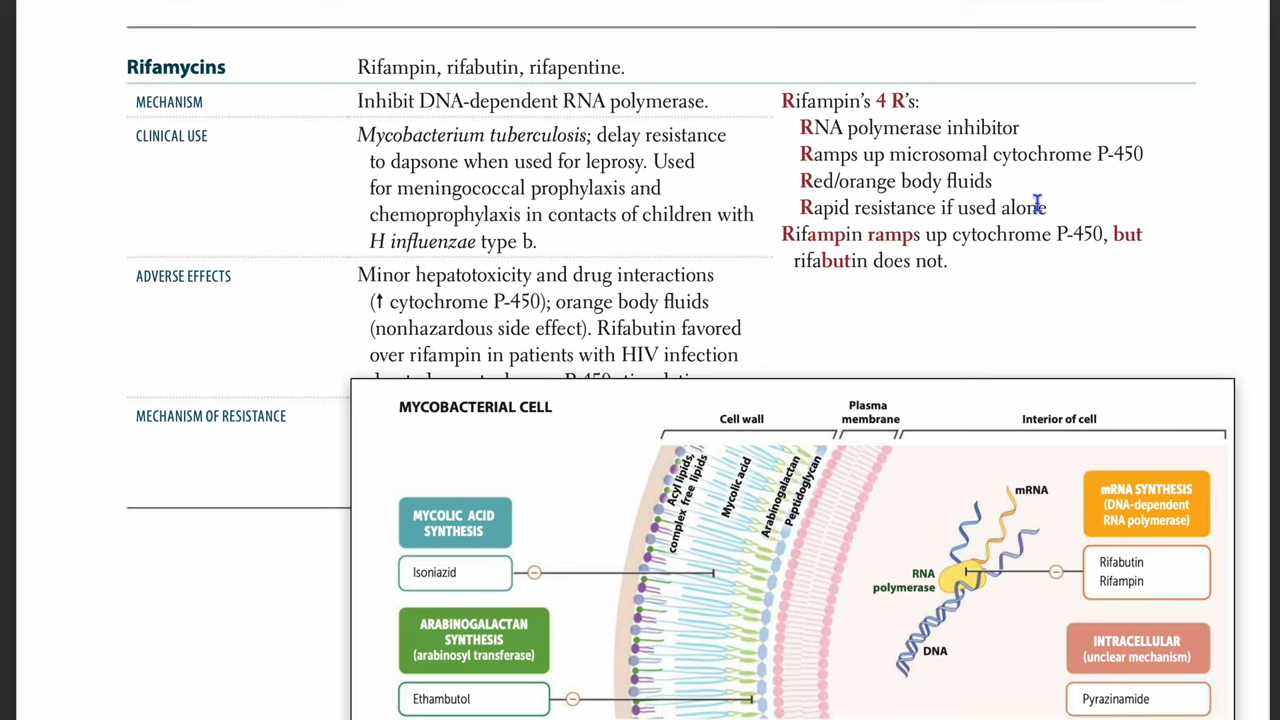 Rifamycins
Rifampin, rifabutin, rifapentine.
MECHANISM
Inhibit DNA-dependent RNA polymerase.
CLINICAL USE
Mycobacterium tuberculosis; delay resistance
to dapsone when used for leprosy. Used
for meningococcal prophylaxis and
chemoprophylaxis in contacts of children with
H influenzae type b.
ADVERSE EFFECTS
Minor hepatotoxicity and drug interactions
(↑ cytochrome P-450); orange body fluids
(nonhazardous side effect). Rifabutin favored
over rifampin in patients with HIV infection
MECHANISM OF RESISTANCE
Rifampin's 4 R's:
RNA polymerase inhibitor
Ramps up microsomal cytochrome P-450
Red/orange body fluids
Rapid resistance if used alone
Rifampin ramps up cytochrome P-450, but
rifabutin does not.
MYCOBACTERIAL CELL
Cell wall
Plasma
membrane
Interior of cell
Acyl lipids,
complex free lipids
Mycolic acid
Arabinogalactan
Peptidoglycan
MYCOLIC ACID
SYNTHESIS
Isoniazid
ARABINOGALACTAN
SYNTHESIS
(arabinosyl transferase)
Ethambutol
mRNA
RNA
polymerase
DNA
mRNA SYNTHESIS
(DNA-dependent
RNA polymerase)
Rifabutin
Rifampin
INTRACELLULAR
(unclear mechanism)
Pyrazinamide